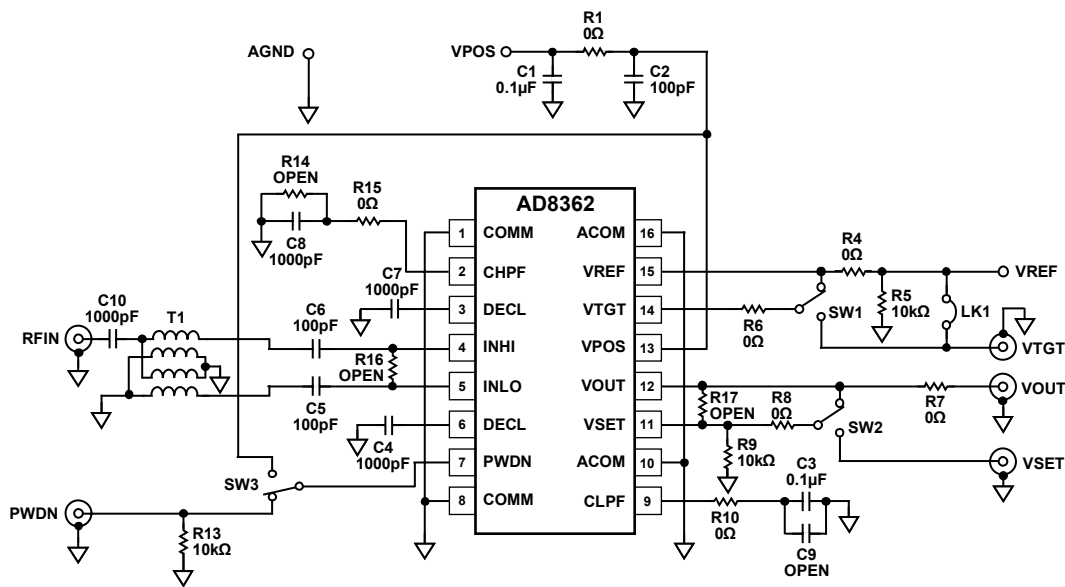 AGND
VPOS
R1
0Ω
C1
0.1µF
C2
100pF
R14
OPEN
C8
1000pF
R15
0Ω
AD8362
1 COMM
2 CHPF
3 DECL
4 INHI
5 INLO
6 DECL
7 PWDN
8 COMM
ACOM 16
VREF 15
VTGT 14
VPOS 13
VOUT 12
VSET 11
ACOM 10
CLPF 9
C7
1000pF
C10
1000pF
T1
RFIN
C6
100pF
R16
OPEN
C5
100pF
C4
1000pF
SW3
PWDN
R13
10kΩ
R4
0Ω
VREF
R5
10kΩ
LK1
SW1
R6
0Ω
VTGT
R17
OPEN
R8
0Ω
SW2
R7
0Ω
VOUT
R9
10kΩ
VSET
C3
0.1µF
R10
0Ω
C9
OPEN